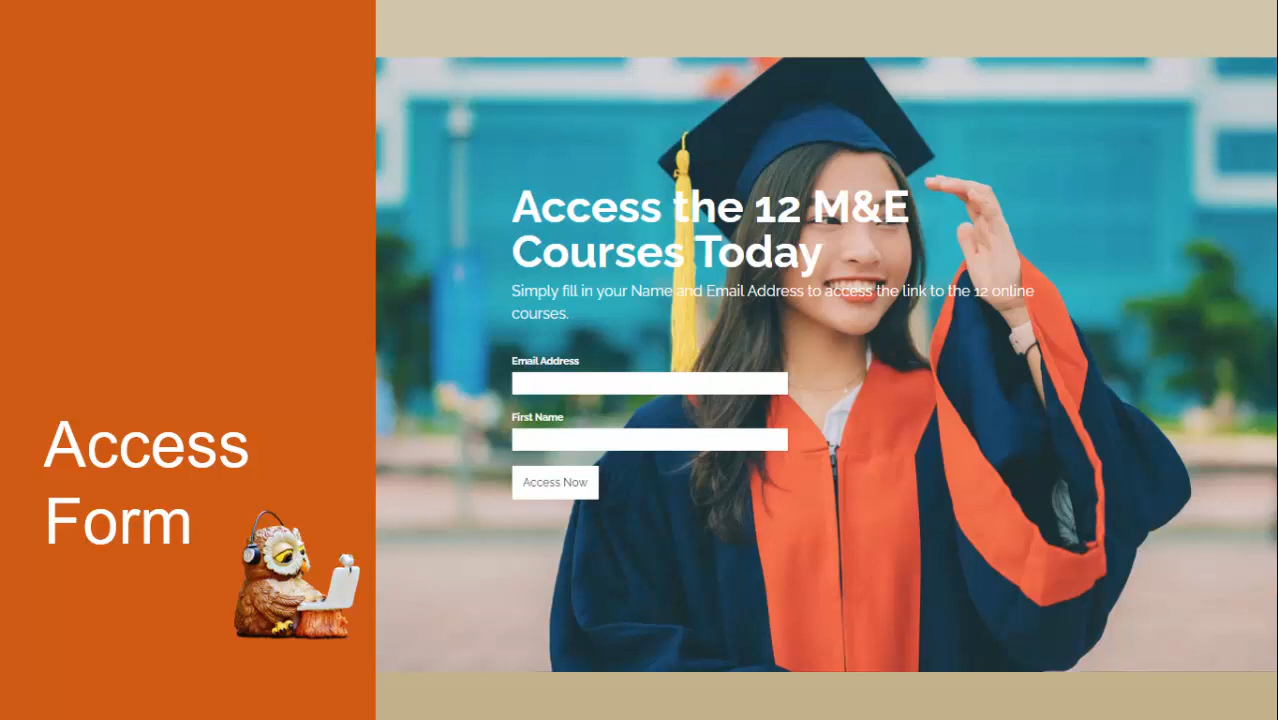 Access
Form
Access the 12 M&E
Courses Today
Simply fill in your Name and Email Address to access the link to the 12 online
courses.
Email Address
First Name
Access Now